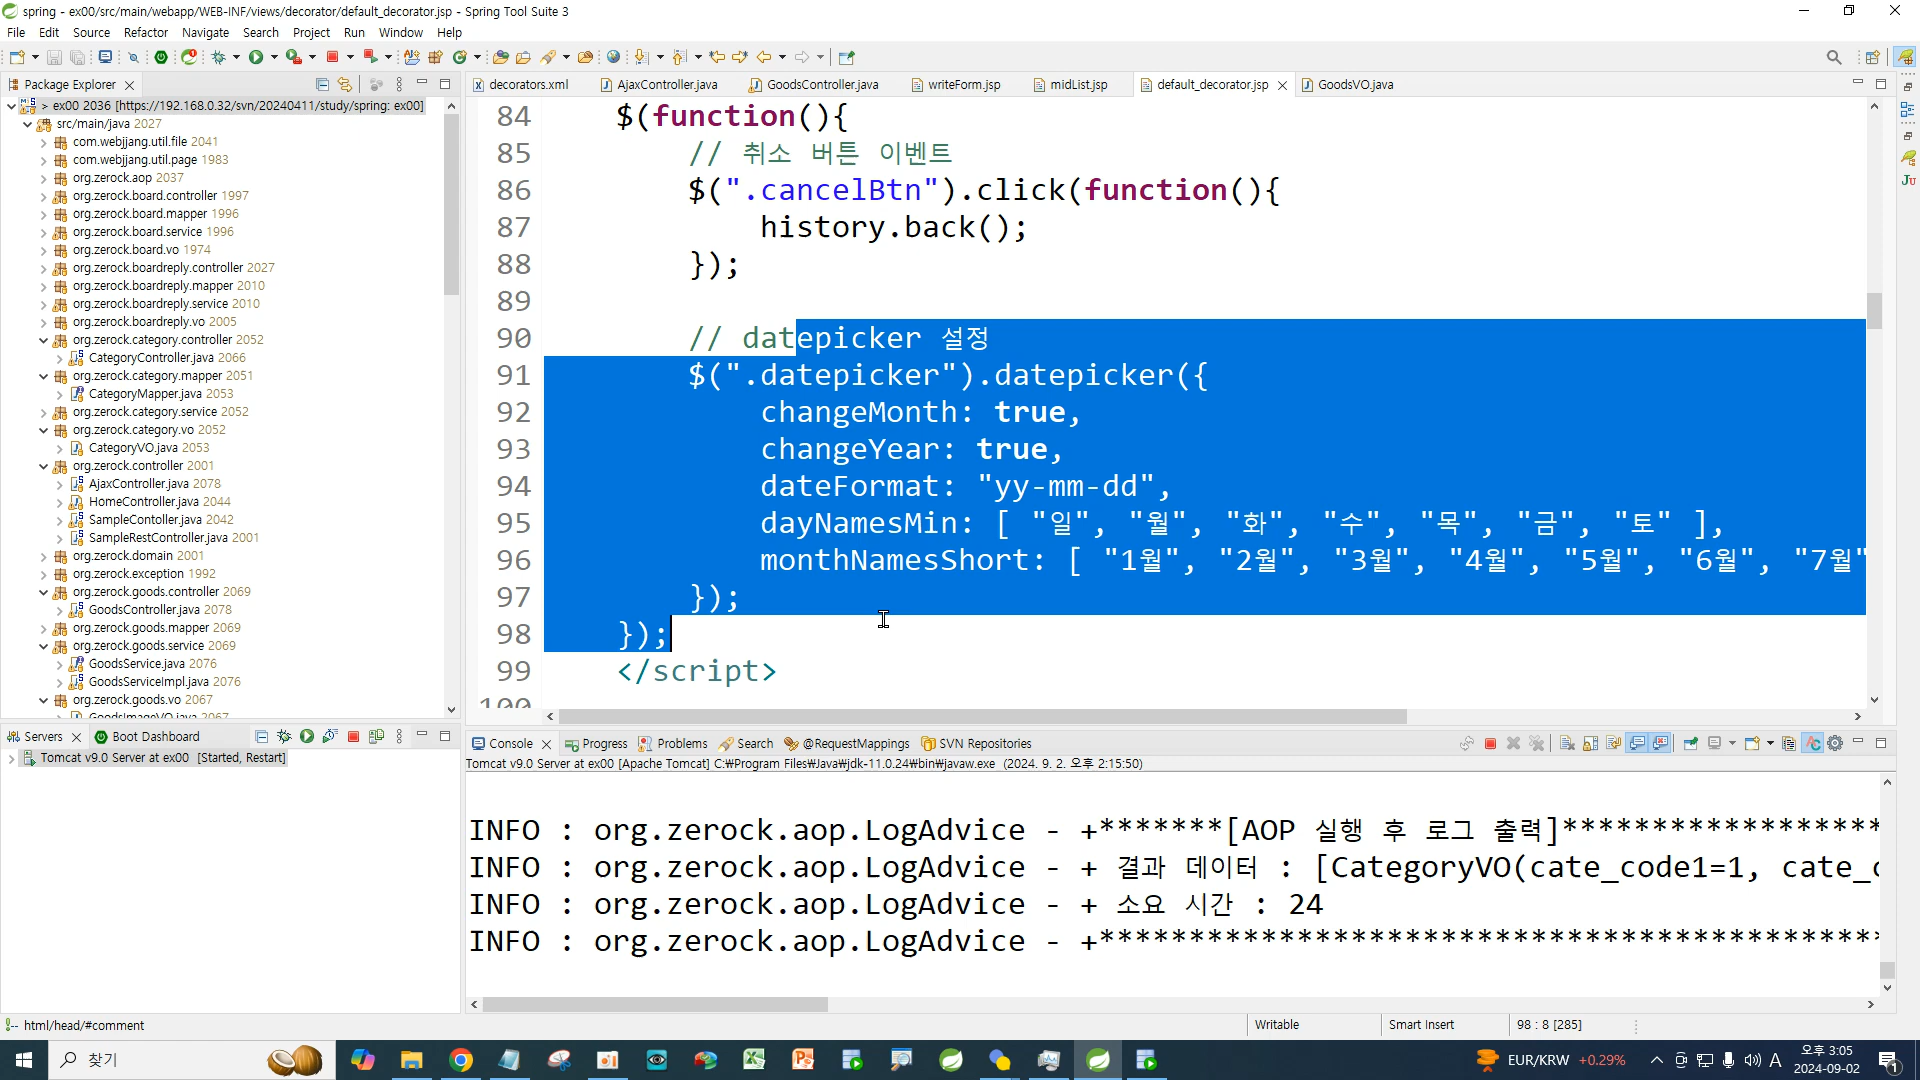 spring - ex00/src/main/webapp/WEB-INF/views/decorator/default_decorator.jsp - Spring Tool Suite 3
File Edit Source Refactor Navigate Search Project Run Window Help
Package Explorer
> ex00 2036 [https://192.168.0.32/svn/20240411/study/spring: ex00]
src/main/java 2027
com.webjjang.util.file 2041
com.webjjang.util.page 1983
org.zerock.aop 2037
org.zerock.board.controller 1997
org.zerock.board.mapper 1996
org.zerock.board.service 1996
org.zerock.board.vo 1974
org.zerock.boardreply.controller 2027
org.zerock.boardreply.mapper 2010
org.zerock.boardreply.service 2010
org.zerock.boardreply.vo 2005
org.zerock.category.controller 2052
CategoryController.java 2066
org.zerock.category.mapper 2051
CategoryMapper.java 2053
org.zerock.category.service 2052
org.zerock.category.vo 2052
CategoryVO.java 2053
org.zerock.controller 2001
AjaxController.java 2078
HomeController.java 2044
SampleContoller.java 2042
SampleRestController.java 2001
org.zerock.domain 2001
org.zerock.exception 1992
org.zerock.goods.controller 2069
GoodsController.java 2078
org.zerock.goods.mapper 2069
org.zerock.goods.service 2069
GoodsService.java 2076
GoodsServiceImpl.java 2076
org.zerock.goods.vo 2067
GoodsImageVO.java 2067
decorators.xml AjaxController.java GoodsController.java writeForm.jsp midList.jsp default_decorator.jsp GoodsVO.java
84 $(function(){
85 // 취소 버튼 이벤트
86 $(".cancelBtn").click(function(){
87 history.back();
88 });
89
90 // datepicker 설정
91 $(".datepicker").datepicker({
92 changeMonth: true,
93 changeYear: true,
94 dateFormat: "yy-mm-dd",
95 dayNamesMin: [ "일", "월", "화", "수", "목", "금", "토" ],
96 monthNamesShort: [ "1월", "2월", "3월", "4월", "5월", "6월", "7월"
97 });
98 });
99 </script>
100
Servers Boot Dashboard
Tomcat v9.0 Server at ex00 [Started, Restart]
Console Progress Problems Search @RequestMappings SVN Repositories
Tomcat v9.0 Server at ex00 [Apache Tomcat] C:₩Program Files₩Java₩jdk-11.0.24₩bin₩javaw.exe (2024. 9. 2. 오후 2:15:50)
INFO : org.zerock.aop.LogAdvice - +*******[AOP 실행 후 로그 출력]******************
INFO : org.zerock.aop.LogAdvice - + 결과 데이터 : [CategoryVO(cate_code1=1, cate_c
INFO : org.zerock.aop.LogAdvice - + 소요 시간 : 24
INFO : org.zerock.aop.LogAdvice - +********************************************
html/head/#comment Writable Smart Insert 98 : 8 [285]
찾기
EUR/KRW +0.29%
A
오후 3:05
2024-09-02
1